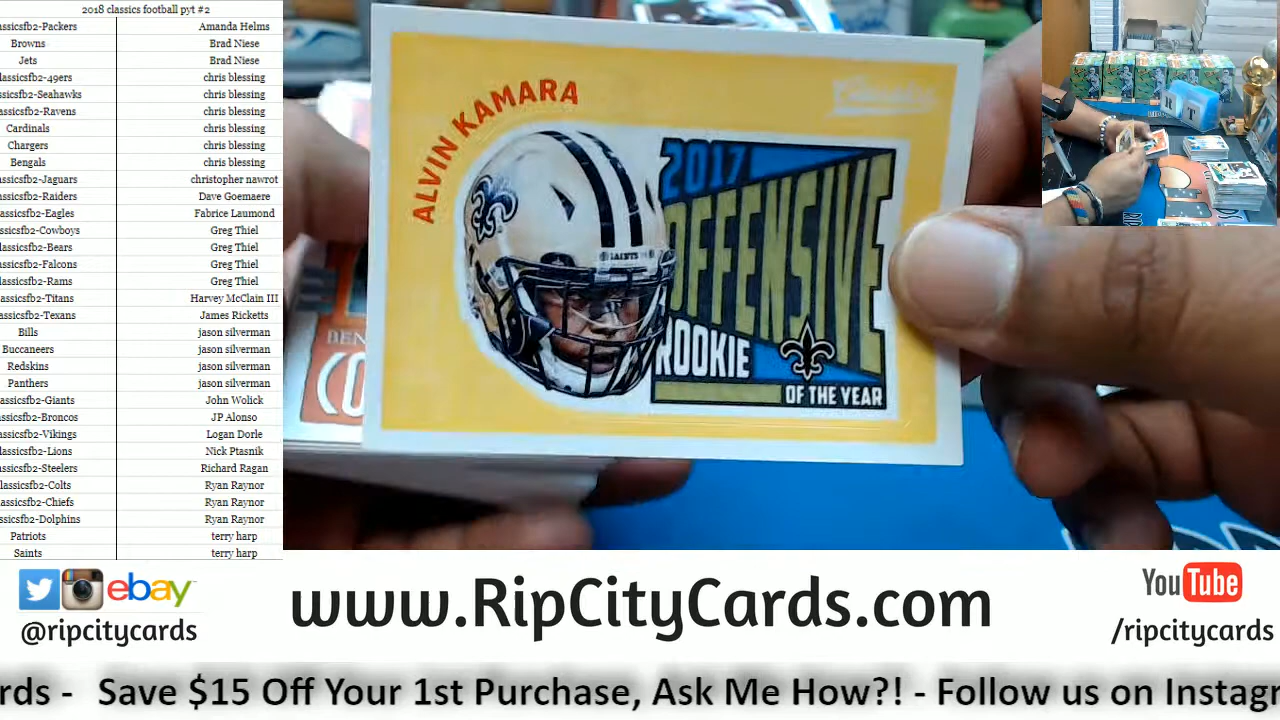 2018 classics football pyt #2
assicsfb2-Packers Amanda Helms
Browns Brad Niese
Jets Brad Niese
lassicsfb2-49ers chris blessing
assicsfb2-Seahawks chris blessing
lassicsfb2-Ravens chris blessing
Cardinals chris blessing
Chargers chris blessing
Bengals chris blessing
assicsfb2-Jaguars christopher nawrot
assicsfb2-Raiders Dave Goemaere
lassicsfb2-Eagles Fabrice Laumond
ssicsfb2-Cowboys Greg Thiel
lassicsfb2-Bears Greg Thiel
assicsfb2-Falcons Greg Thiel
lassicsfb2-Rams Greg Thiel
lassicsfb2-Titans Harvey McClain III
assicsfb2-Texans James Ricketts
Bills jason silverman
Buccaneers jason silverman
Redskins jason silverman
Panthers jason silverman
assicsfb2-Giants John Wolick
assicsfb2-Broncos JP Alonso
assicsfb2-Vikings Logan Dorle
lassicsfb2-Lions Nick Ptasnik
assicsfb2-Steelers Richard Ragan
lassicsfb2-Colts Ryan Raynor
assicsfb2-Chiefs Ryan Raynor
ssicsfb2-Dolphins Ryan Raynor
Patriots terry harp
Saints terry harp
ALVIN KAMARA
Classics
SAINTS
2017
OFFENSIVE
ROOKIE
OF THE YEAR
BEN
CO
R T
ebay
@ripcitycards
www.RipCityCards.com
YouTube
/ripcitycards
rds - Save $15 Off Your 1st Purchase, Ask Me How?! - Follow us on Instagr